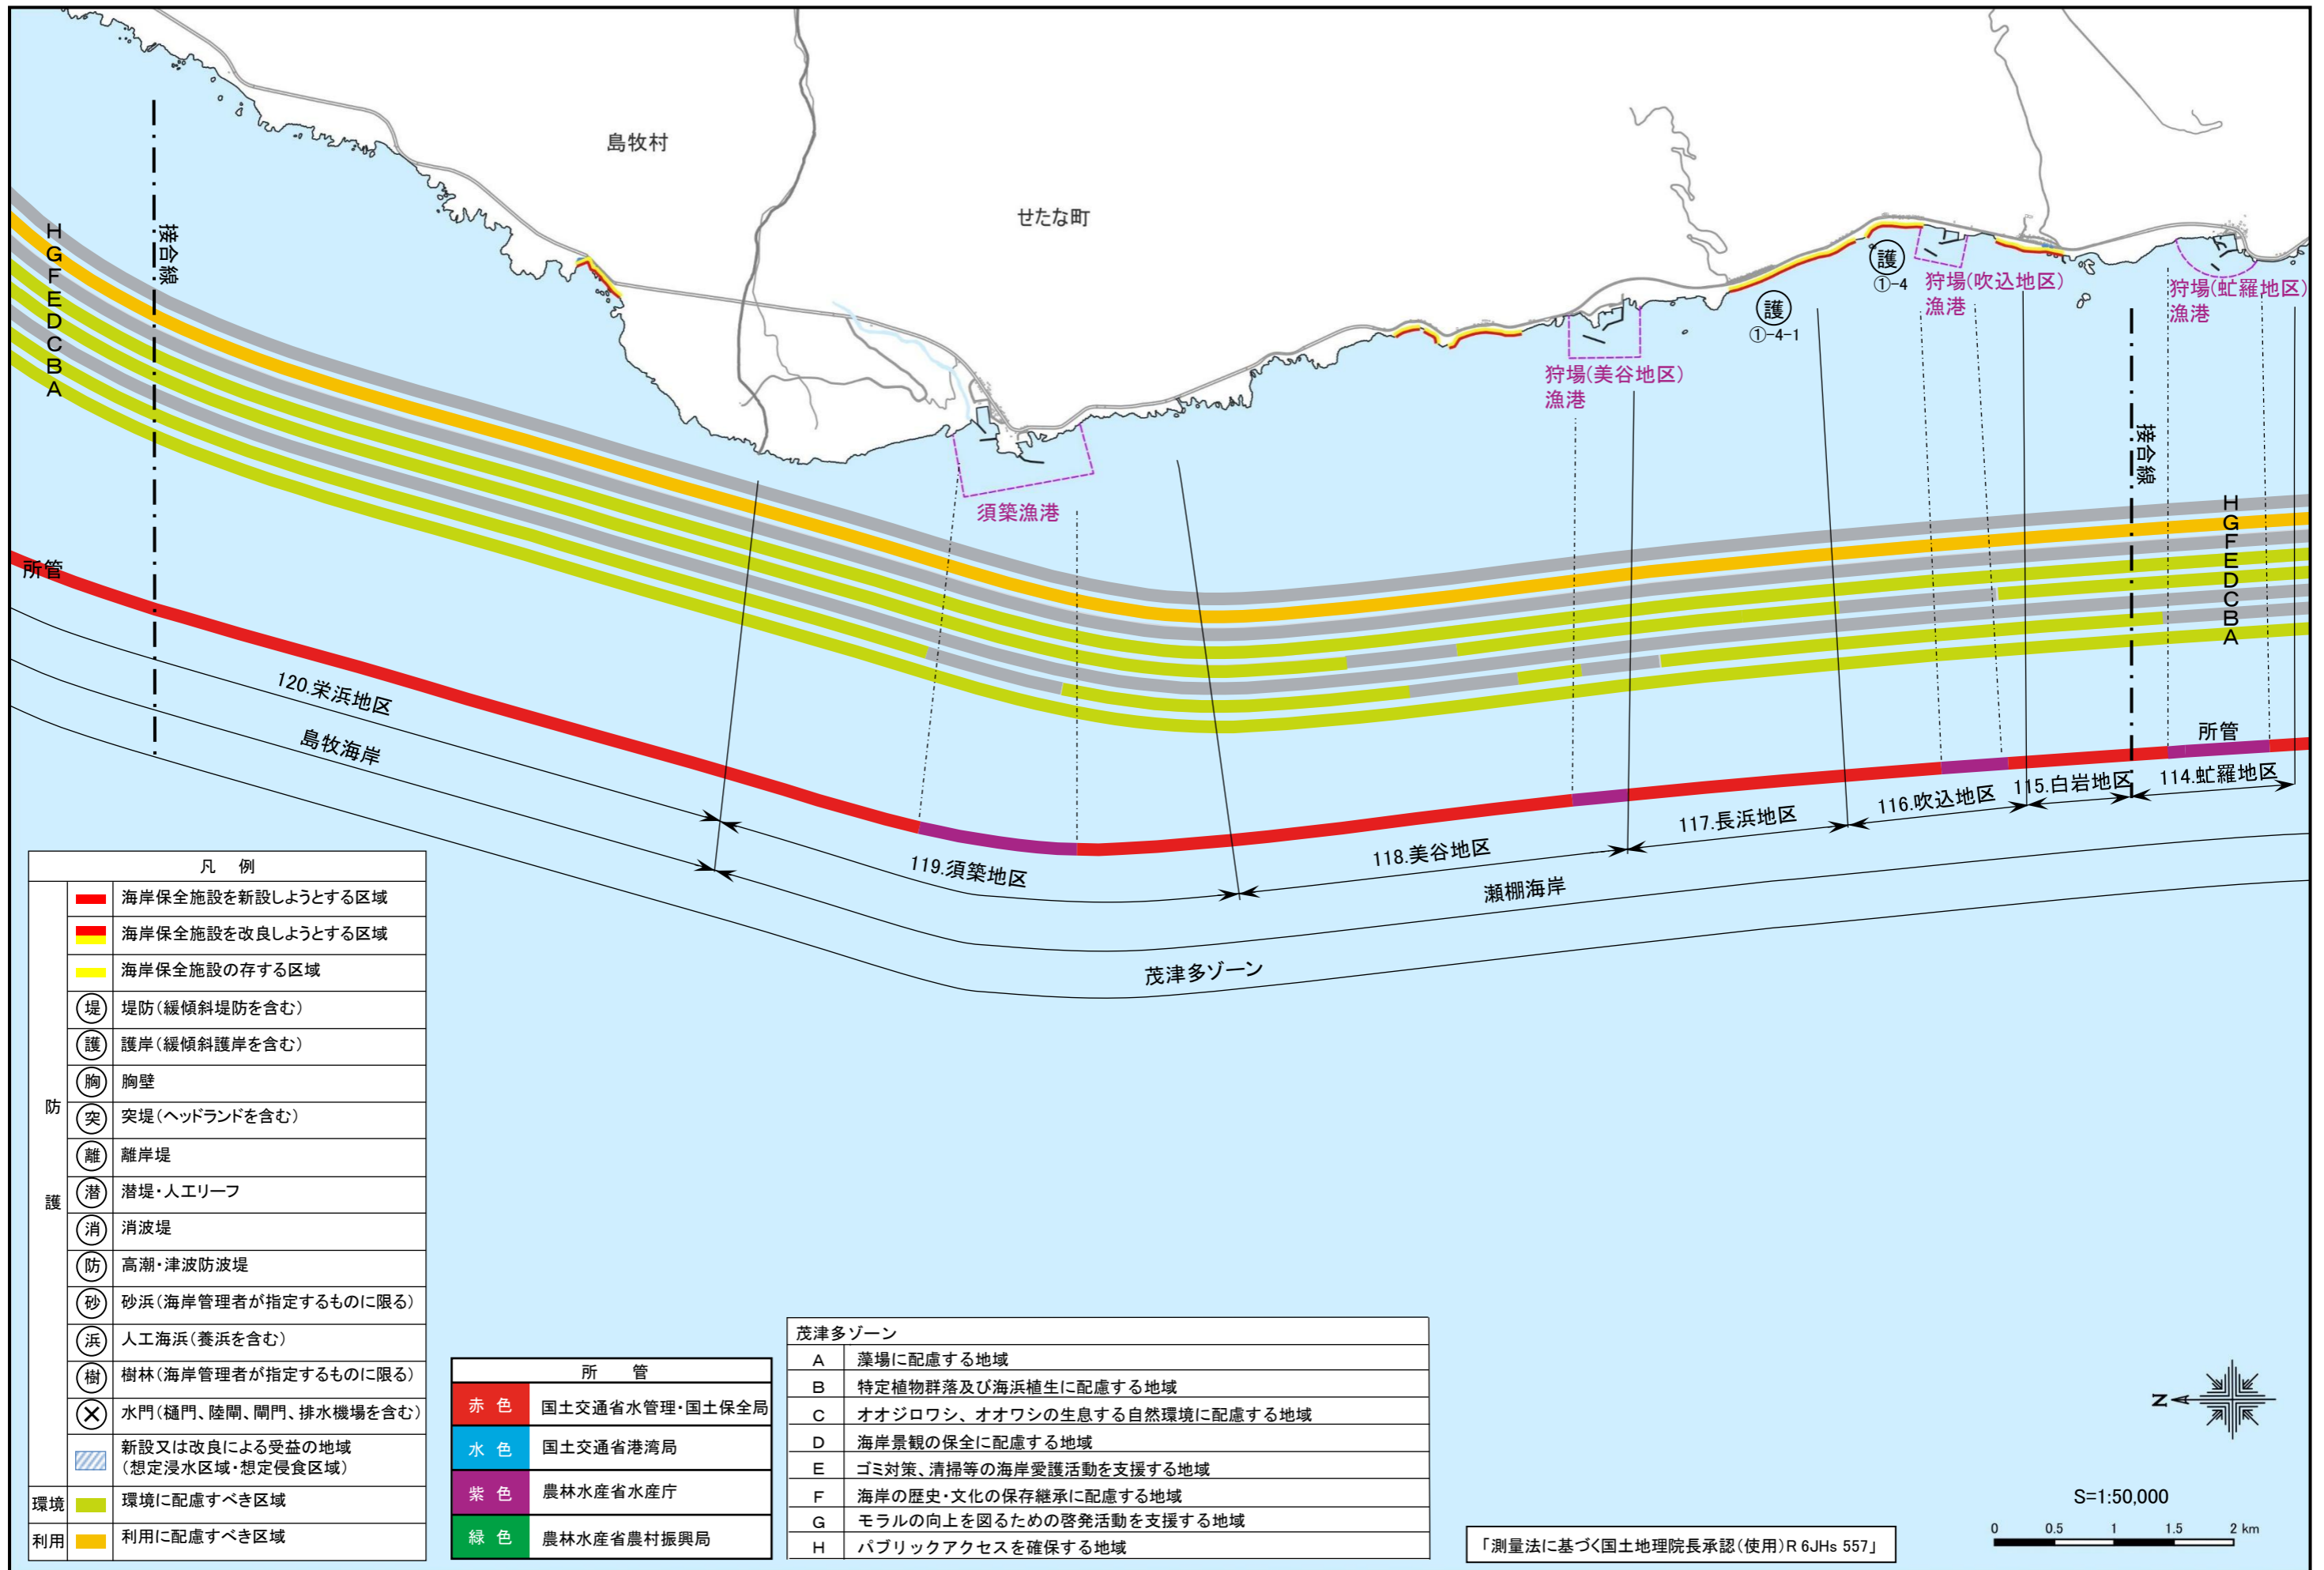 島牧村
せたな町
接合線
H
G
F
E
D
C
B
A
所管
護
①-4
護
①-4-1
狩場(吹込地区)
漁港
狩場(虻羅地区)
漁港
狩場(美谷地区)
漁港
須築漁港
接合線
H
G
F
E
D
C
B
A
所管
120.栄浜地区
島牧海岸
119.須築地区
118.美谷地区
117.長浜地区
116.吹込地区
115.白岩地区
114.虻羅地区
瀬棚海岸
茂津多ゾーン
凡 例
防護
海岸保全施設を新設しようとする区域
海岸保全施設を改良しようとする区域
海岸保全施設の存する区域
堤 堤防(緩傾斜堤防を含む)
護 護岸(緩傾斜護岸を含む)
胸 胸壁
突 突堤(ヘッドランドを含む)
離 離岸堤
潜 潜堤・人工リーフ
消 消波堤
防 高潮・津波防波堤
砂 砂浜(海岸管理者が指定するものに限る)
浜 人工海浜(養浜を含む)
樹 樹林(海岸管理者が指定するものに限る)
水門(樋門、陸閘、閘門、排水機場を含む)
新設又は改良による受益の地域
(想定浸水区域・想定侵食区域)
環境 環境に配慮すべき区域
利用 利用に配慮すべき区域
所 管
赤 色 国土交通省水管理・国土保全局
水 色 国土交通省港湾局
紫 色 農林水産省水産庁
緑 色 農林水産省農村振興局
茂津多ゾーン
A 藻場に配慮する地域
B 特定植物群落及び海浜植生に配慮する地域
C オオジロワシ、オオワシの生息する自然環境に配慮する地域
D 海岸景観の保全に配慮する地域
E ゴミ対策、清掃等の海岸愛護活動を支援する地域
F 海岸の歴史・文化の保存継承に配慮する地域
G モラルの向上を図るための啓発活動を支援する地域
H パブリックアクセスを確保する地域
「測量法に基づく国土地理院長承認(使用)R 6JHs 557」
N
S=1:50,000
0 0.5 1 1.5 2 km